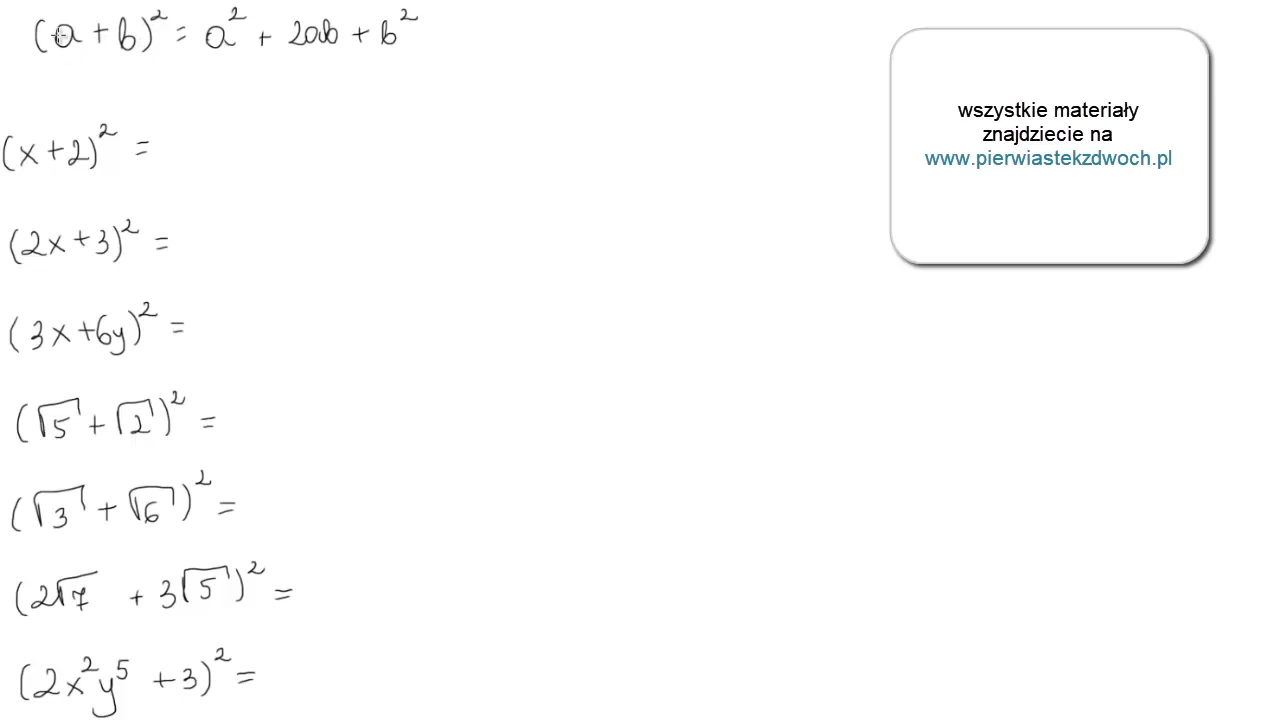 (a + b)² = a² + 2ab + b²
wszystkie materiały
znajdziecie na
www.pierwiastekzdwoch.pl
(x + 2)² =
(2x + 3)² =
(3x + 6y)² =
(√5 + √2)² =
(√3 + √6)² =
(2√7 + 3√5)² =
(2x²y⁵ + 3)² =